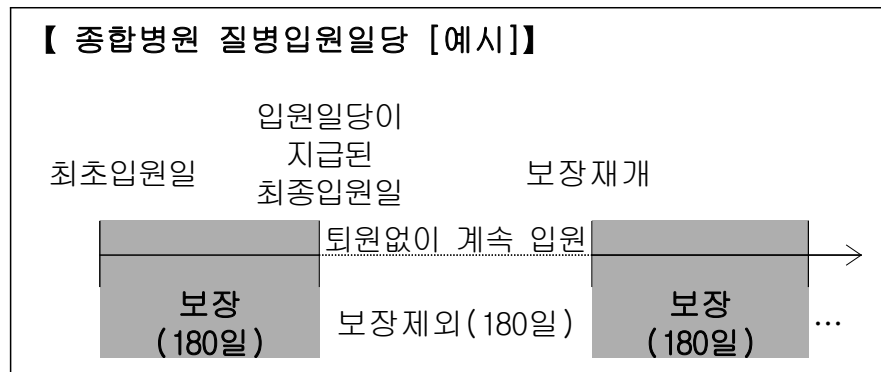 【 종합병원 질병입원일당 [예시]】
입원일당이
지급된
최종입원일
최초입원일
보장재개
퇴원없이 계속 입원
보장
(180일)
보장제외(180일)
보장
(180일)
…